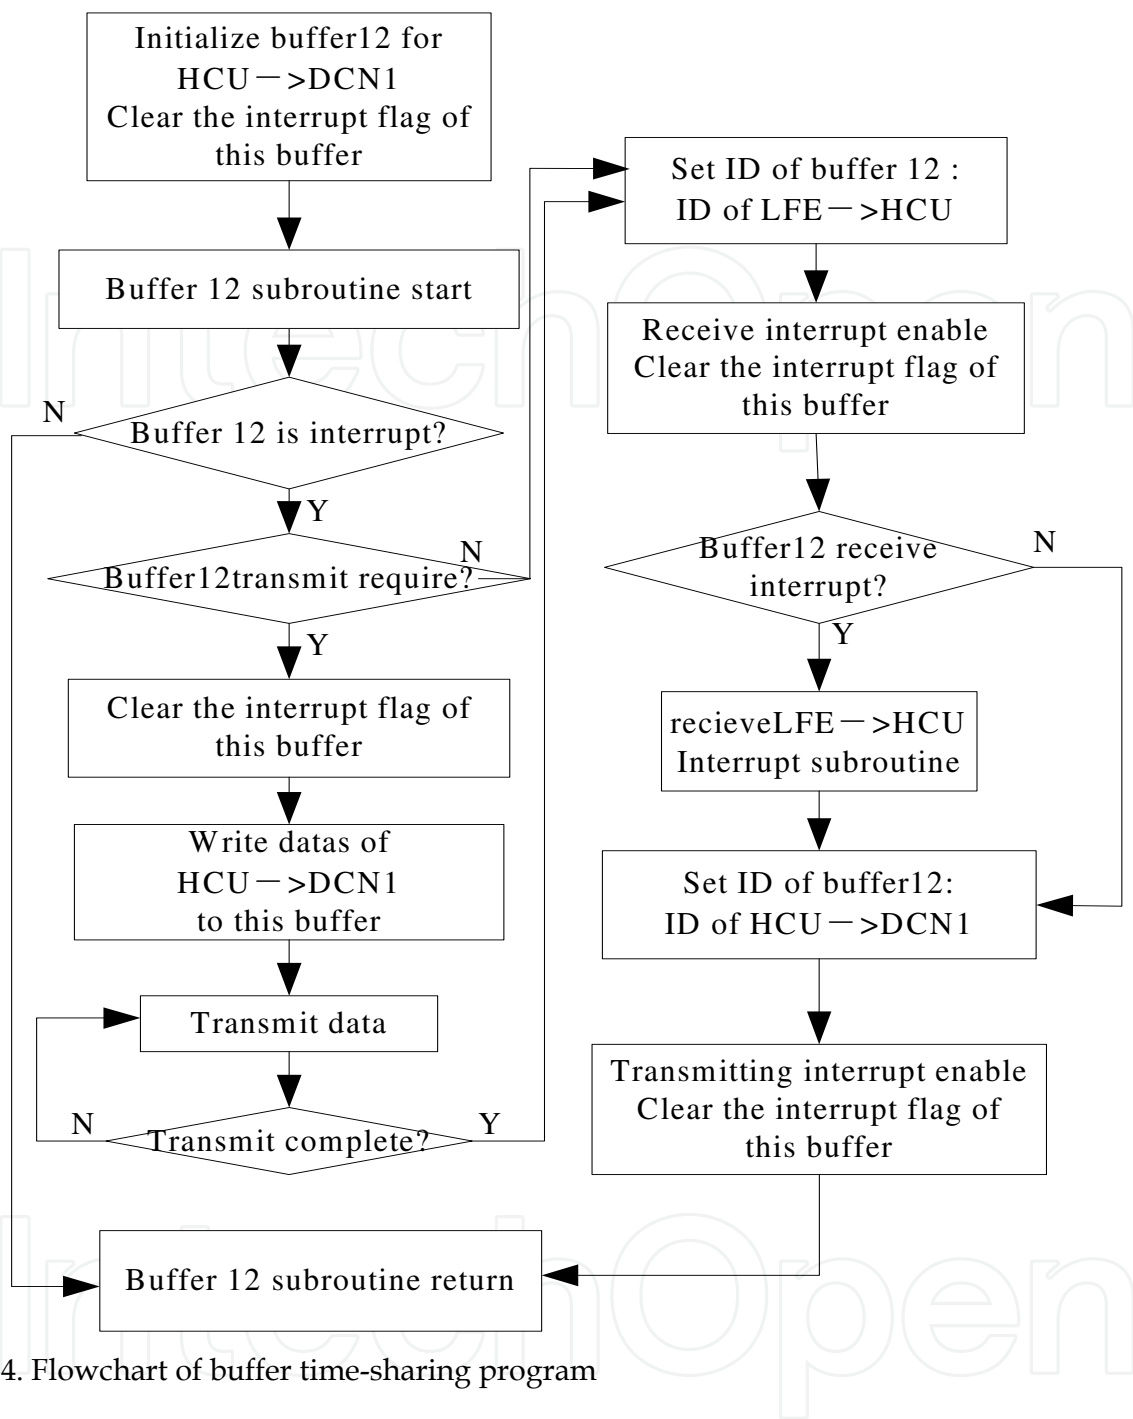 Initialize buffer12 for
HCU－>DCN1
Clear the interrupt flag of
this buffer
Buffer 12 subroutine start
N
Buffer 12 is interrupt?
Y
N
Buffer12transmit require?
Y
Clear the interrupt flag of
this buffer
Write datas of
HCU－>DCN1
to this buffer
Transmit data
N
Transmit complete?
Y
Buffer 12 subroutine return
Set ID of buffer 12 :
ID of LFE－>HCU
Receive interrupt enable
Clear the interrupt flag of
this buffer
Buffer12 receive
interrupt?
N
Y
recieveLFE－>HCU
Interrupt subroutine
Set ID of buffer12:
ID of HCU－>DCN1
Transmitting interrupt enable
Clear the interrupt flag of
this buffer
4. Flowchart of buffer time-sharing program
IntechOpen
IntechOpen